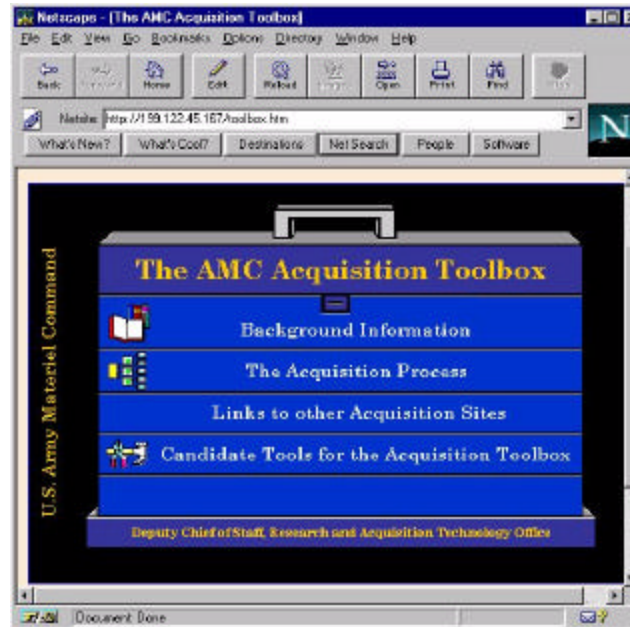 Netscape - [The AMC Acquisition Toolbox]
File Edit View Go Bookmarks Options Directory Window Help
Back Forward Home Edit Reload Open Print Find Stop
Netsite: http://199.122.45.167/toolbox.htm
What's New? What's Cool? Destinations Net Search People Software
N
U.S. Army Materiel Command
The AMC Acquisition Toolbox
Background Information
The Acquisition Process
Links to other Acquisition Sites
Candidate Tools for the Acquisition Toolbox
Deputy Chief of Staff, Research and Acquisition Technology Office
Document Done